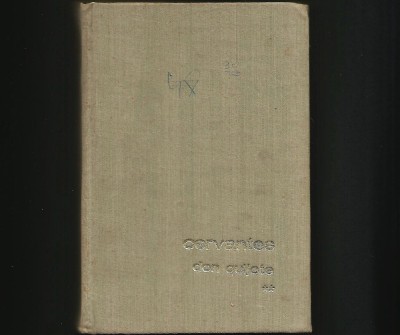 cervantes
don quijote
**